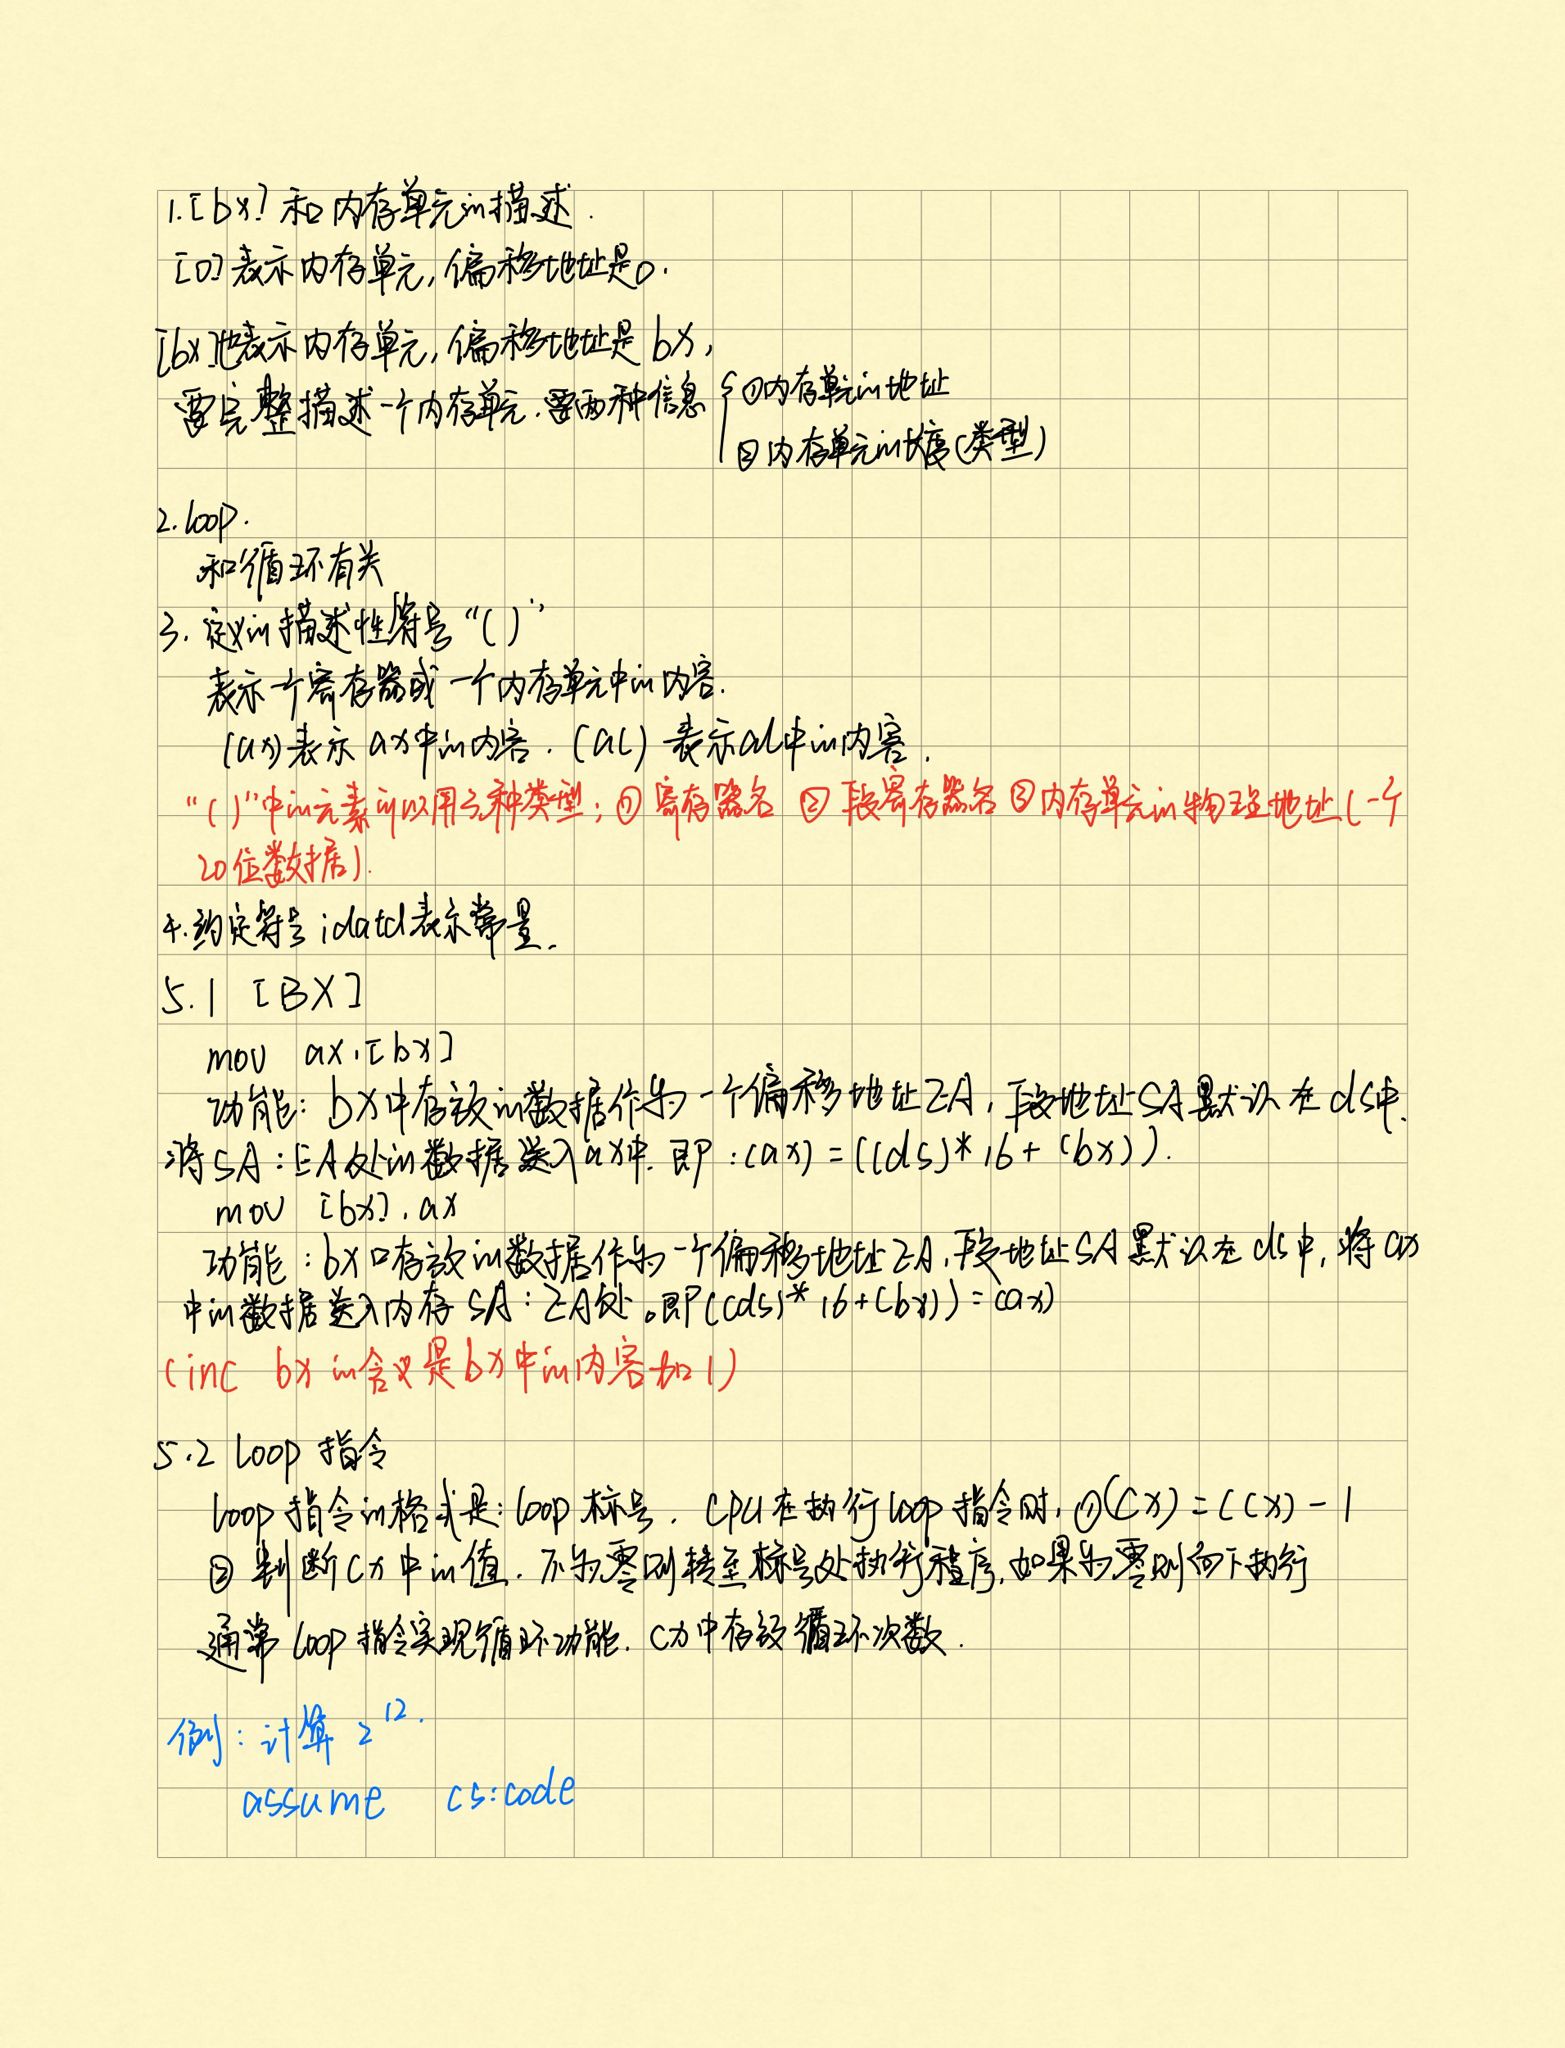 1.[bx]和内存单元的描述.
[0]表示内存单元,偏移地址是0.
[bx]也表示内存单元,偏移地址是bx,
要完整描述一个内存单元.要两种信息 { ①内存单元的地址
②内存单元的长度(类型)
2.loop.
和循环有关
3.定义的描述性符号“()”
表示一个寄存器或一个内存单元中的内容.
(ax)表示ax中的内容.(al)表示al中的内容.
“()”中的元素可以用3种类型:①寄存器名 ②段寄存器名 ③内存单元的物理地址(一个
20位数据).
4.约定符号idata表示常量.
5.1 [BX]
mov ax,[bx]
功能:bx中存放的数据作为一个偏移地址EA,段地址SA默认在ds中.
将SA:EA处的数据送入ax中.即:(ax)=((ds)*16+(bx)).
mov [bx],ax
功能:bx中存放的数据作为一个偏移地址EA,段地址SA默认在ds中,将ax
中的数据送入内存SA:EA处。即((ds)*16+(bx))=(ax)
(inc bx的含义是bx中的内容加1)
5.2 loop指令
loop指令的格式是:loop 标号. CPU在执行loop指令时,①(cx)=(cx)-1
②判断cx中的值.不为零则转至标号处执行程序,如果为零则向下执行
通常loop指令实现循环功能.cx中存放循环次数.
例:计算2^12.
assume cs:code